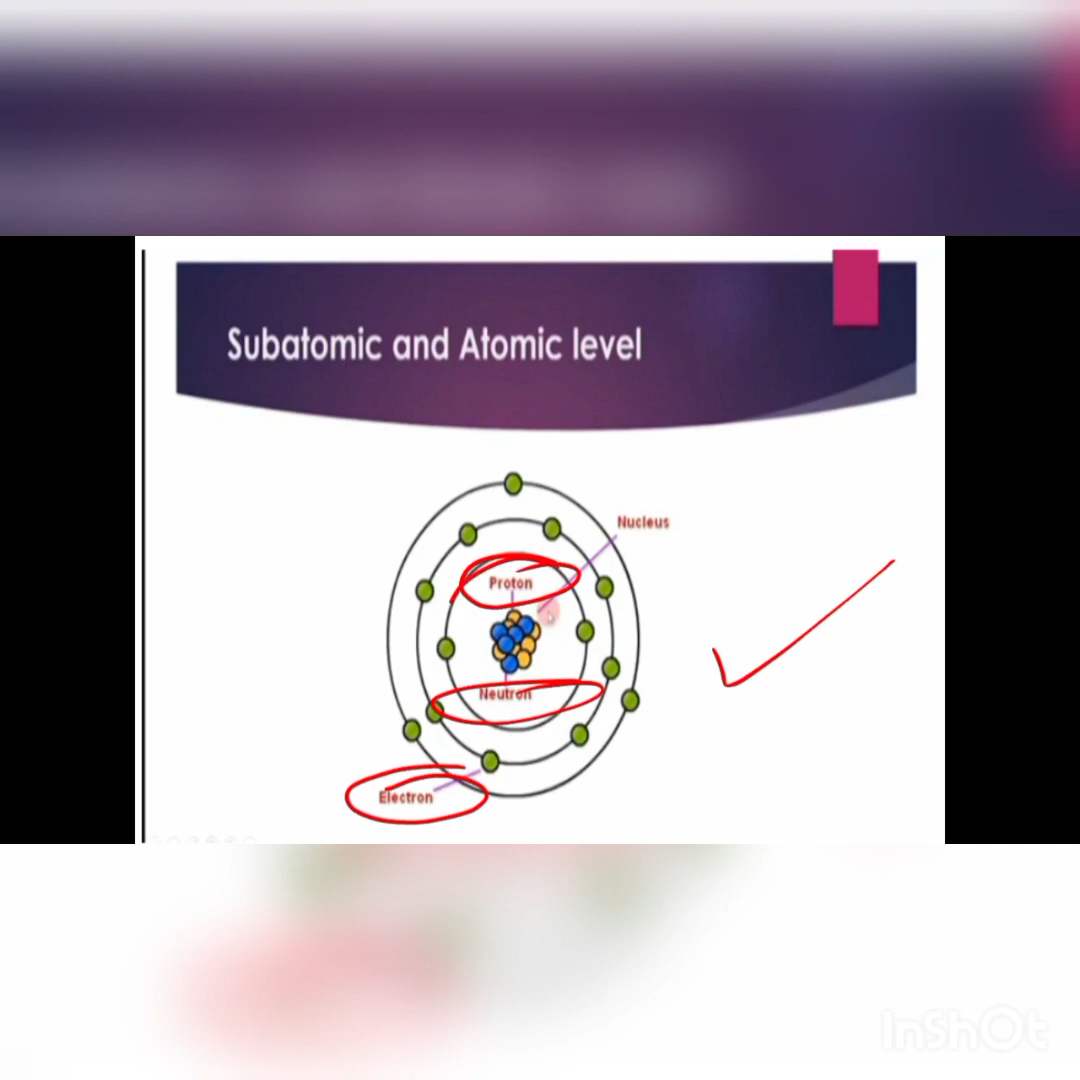 Subatomic and Atomic level
Nucleus
Proton
Neutron
Electron
InShOt